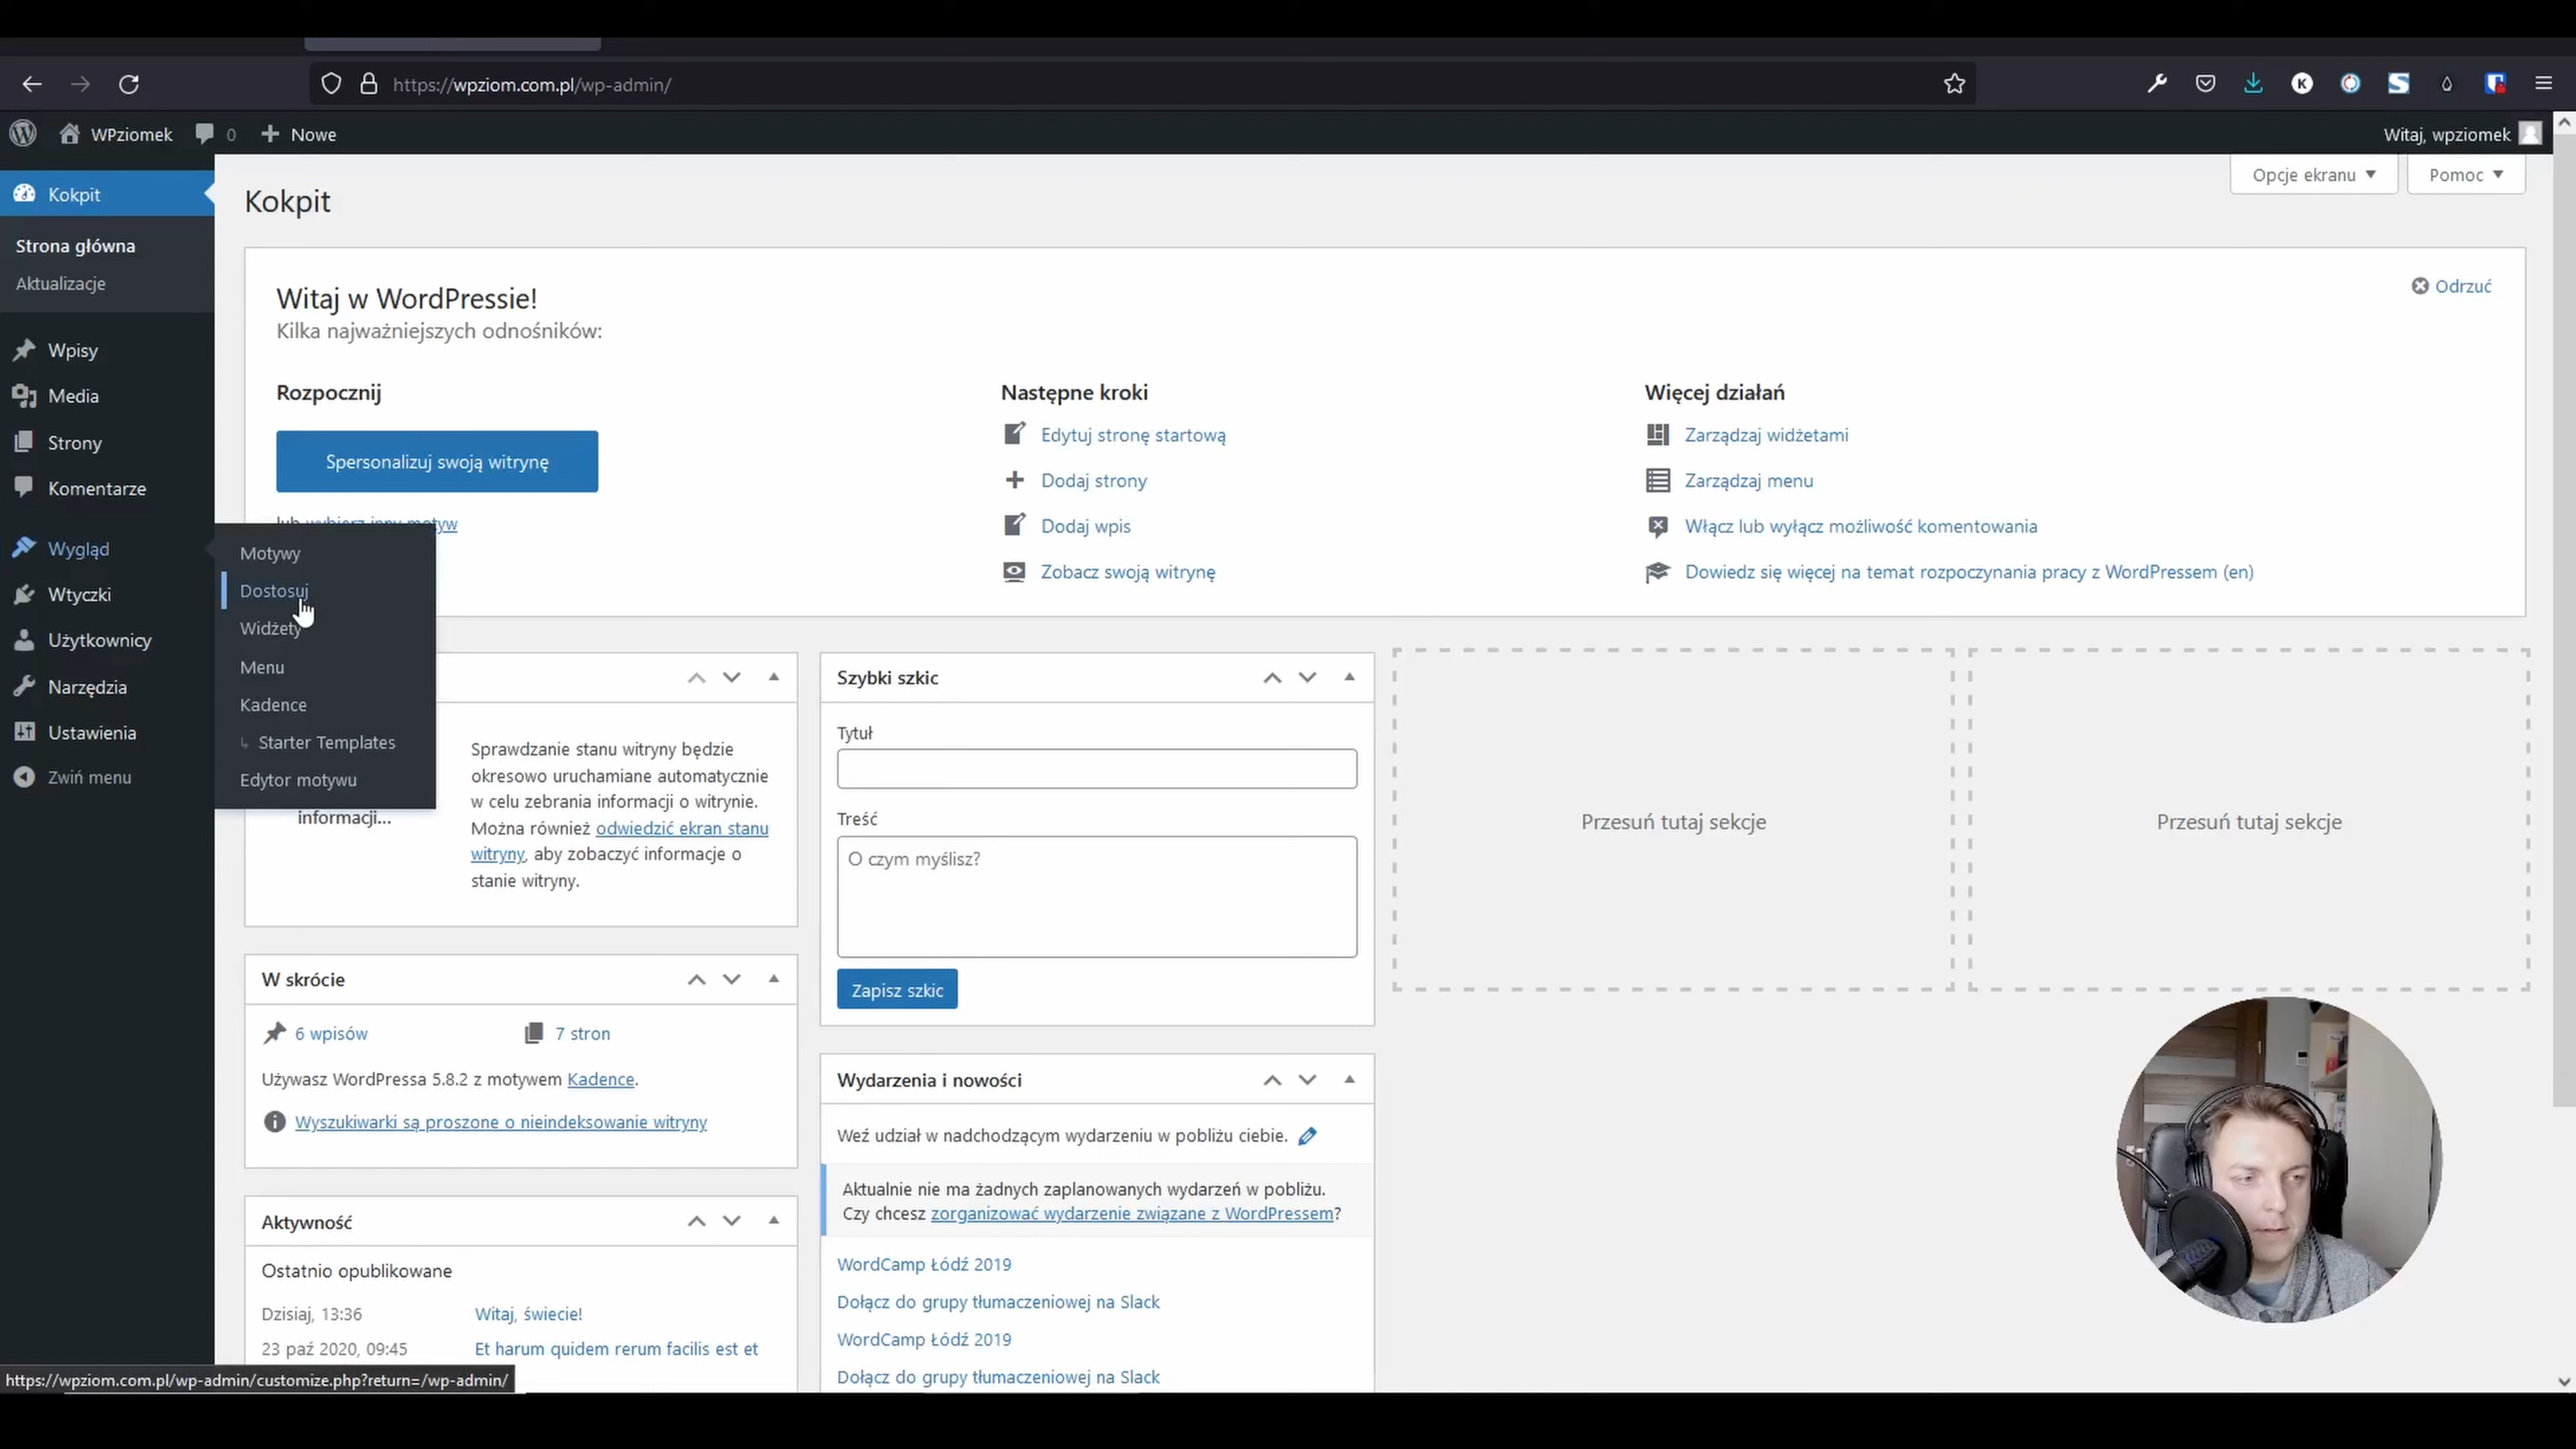 https://wpziom.com.pl/wp-admin/
WPziomek
0
Nowe
Witaj, wpziomek
Kokpit
Strona główna
Aktualizacje
Wpisy
Media
Strony
Komentarze
Wygląd
Wtyczki
Użytkownicy
Narzędzia
Ustawienia
Zwiń menu
Motywy
Dostosuj
Widżety
Menu
Kadence
Starter Templates
Edytor motywu
Kokpit
Opcje ekranu
Pomoc
Witaj w WordPressie!
Kilka najważniejszych odnośników:
Odrzuć
Rozpocznij
Spersonalizuj swoją witrynę
lub wybierz inny motyw
Następne kroki
Edytuj stronę startową
Dodaj strony
Dodaj wpis
Zobacz swoją witrynę
Więcej działań
Zarządzaj widżetami
Zarządzaj menu
Włącz lub wyłącz możliwość komentowania
Dowiedz się więcej na temat rozpoczynania pracy z WordPressem (en)
informacji...
Sprawdzanie stanu witryny będzie
okresowo uruchamiane automatycznie
w celu zebrania informacji o witrynie.
Można również odwiedzić ekran stanu
witryny, aby zobaczyć informacje o
stanie witryny.
W skrócie
6 wpisów
7 stron
Używasz WordPressa 5.8.2 z motywem Kadence.
Wyszukiwarki są proszone o nieindeksowanie witryny
Aktywność
Ostatnio opublikowane
Dzisiaj, 13:36
Witaj, świecie!
23 paź 2020, 09:45
Et harum quidem rerum facilis est et
Szybki szkic
Tytuł
Treść
O czym myślisz?
Zapisz szkic
Wydarzenia i nowości
Weź udział w nadchodzącym wydarzeniu w pobliżu ciebie.
Aktualnie nie ma żadnych zaplanowanych wydarzeń w pobliżu.
Czy chcesz zorganizować wydarzenie związane z WordPressem?
WordCamp Łódź 2019
Dołącz do grupy tłumaczeniowej na Slack
WordCamp Łódź 2019
Dołącz do grupy tłumaczeniowej na Slack
Przesuń tutaj sekcje
Przesuń tutaj sekcje
https://wpziom.com.pl/wp-admin/customize.php?return=/wp-admin/